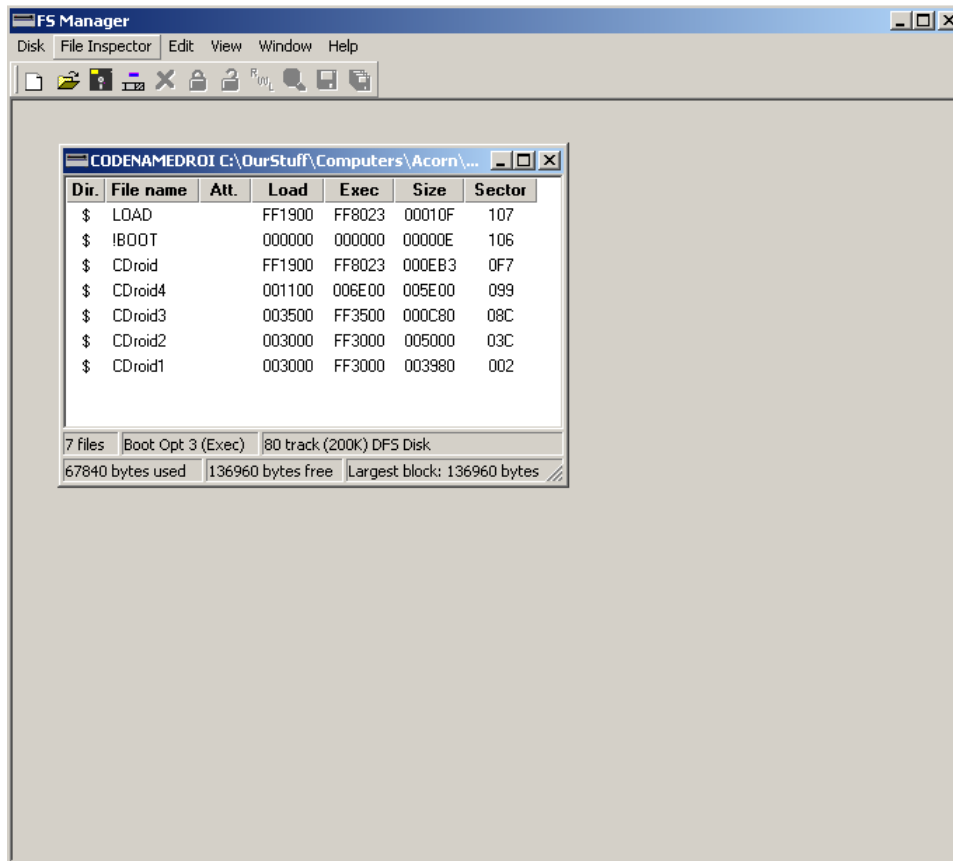 FS Manager
Disk File Inspector Edit View Window Help
R W L
CODENAMEDROI C:\OurStuff\Computers\Acorn\...
Dir. File name Att. Load Exec Size Sector
$ LOAD FF1900 FF8023 00010F 107
$ !BOOT 000000 000000 00000E 106
$ CDroid FF1900 FF8023 000EB3 0F7
$ CDroid4 001100 006E00 005E00 099
$ CDroid3 003500 FF3500 000C80 08C
$ CDroid2 003000 FF3000 005000 03C
$ CDroid1 003000 FF3000 003980 002
7 files Boot Opt 3 (Exec) 80 track (200K) DFS Disk
67840 bytes used 136960 bytes free Largest block: 136960 bytes